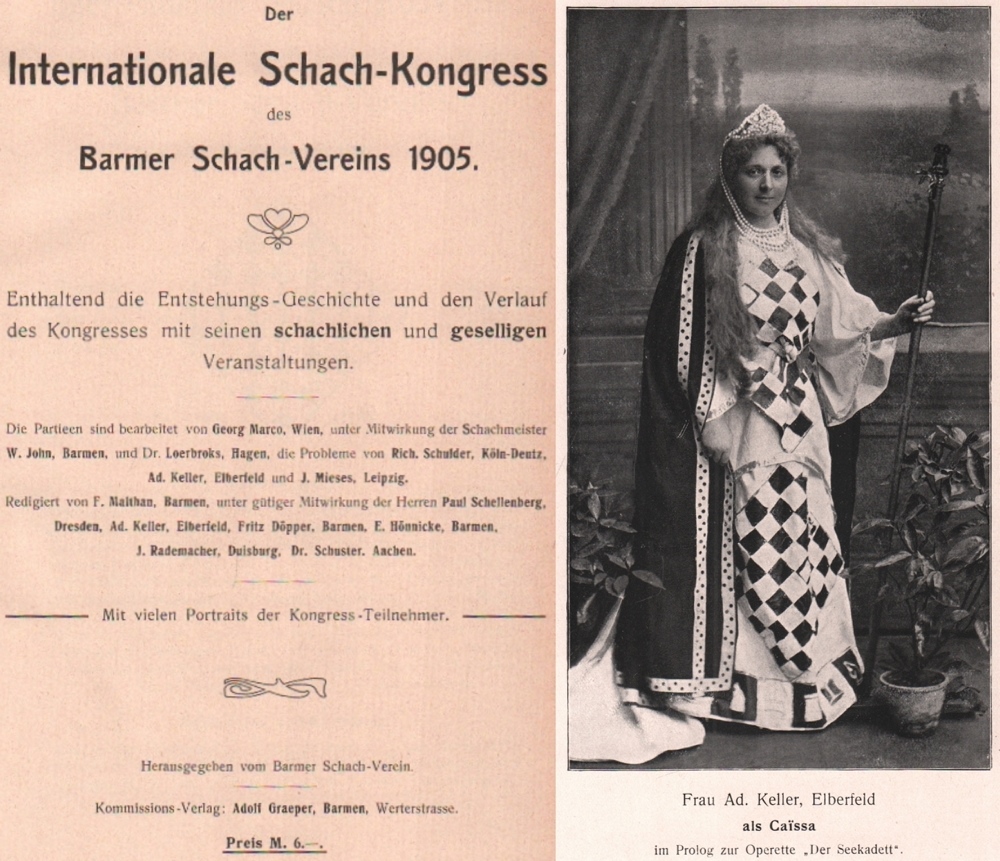 Der
Internationale Schach-Kongress
des
Barmer Schach-Vereins 1905.
Enthaltend die Entstehungs-Geschichte und den Verlauf
des Kongresses mit seinen schachlichen und geselligen
Veranstaltungen.
Die Partieen sind bearbeitet von Georg Marco, Wien, unter Mitwirkung der Schachmeister
W. John, Barmen, und Dr. Loerbroks, Hagen, die Probleme von Rich. Schulder, Köln-Deutz,
Ad. Keller, Elberfeld und J. Mieses, Leipzig.
Redigiert von F. Malthan, Barmen, unter gütiger Mitwirkung der Herren Paul Schellenberg,
Dresden, Ad. Keller, Elberfeld, Fritz Döpper, Barmen, E. Hönnicke, Barmen,
J. Rademacher, Duisburg, Dr. Schuster, Aachen.
Mit vielen Portraits der Kongress-Teilnehmer.
Herausgegeben vom Barmer Schach-Verein.
Kommissions-Verlag: Adolf Graeper, Barmen, Werterstrasse.
Preis M. 6.—.
Frau Ad. Keller, Elberfeld
als Caïssa
im Prolog zur Operette „Der Seekadett“.